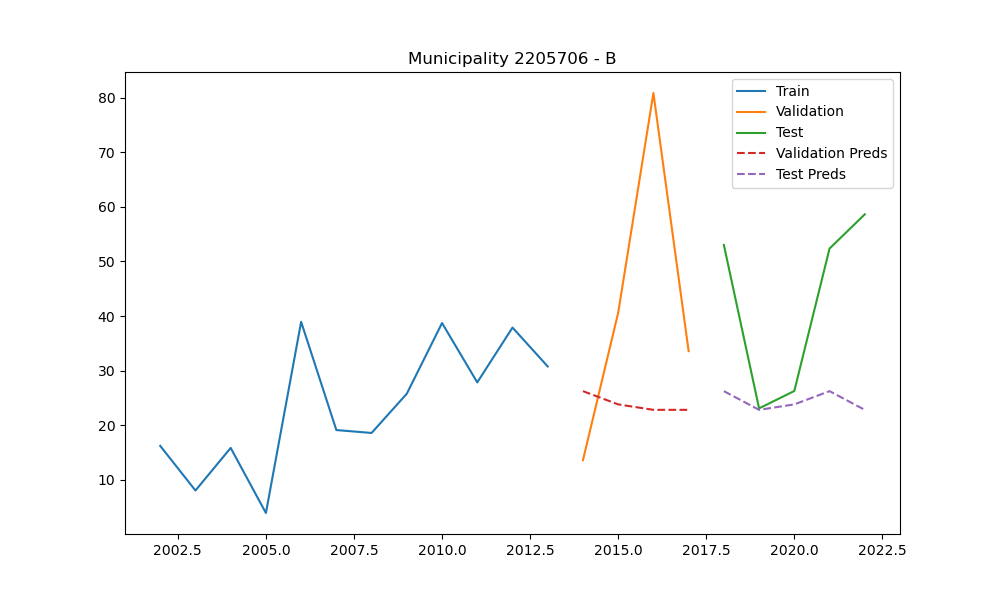 Municipality 2205706 - B
Train
Validation
Test
Validation Preds
Test Preds
80
70
60
50
40
30
20
10
2002.5 2005.0 2007.5 2010.0 2012.5 2015.0 2017.5 2020.0 2022.5